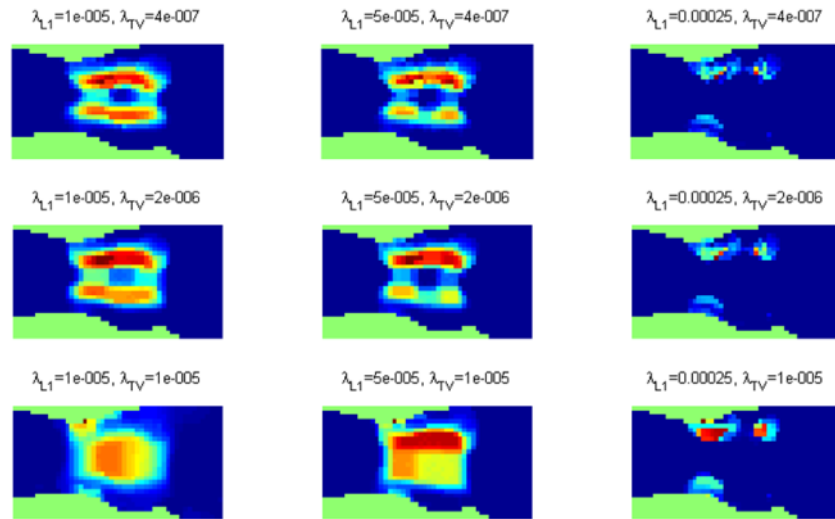 λL1=1e-005, λTV=4e-007
λL1=5e-005, λTV=4e-007
λL1=0.00025, λTV=4e-007
λL1=1e-005, λTV=2e-006
λL1=5e-005, λTV=2e-006
λL1=0.00025, λTV=2e-006
λL1=1e-005, λTV=1e-005
λL1=5e-005, λTV=1e-005
λL1=0.00025, λTV=1e-005